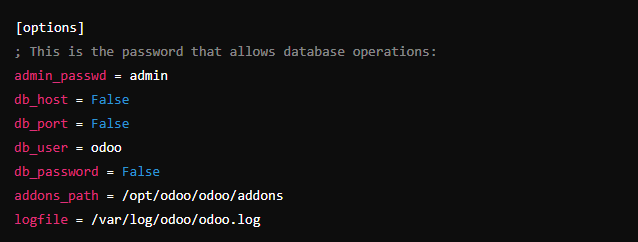 [options]
; This is the password that allows database operations:
admin_passwd = admin
db_host = False
db_port = False
db_user = odoo
db_password = False
addons_path = /opt/odoo/odoo/addons
logfile = /var/log/odoo/odoo.log